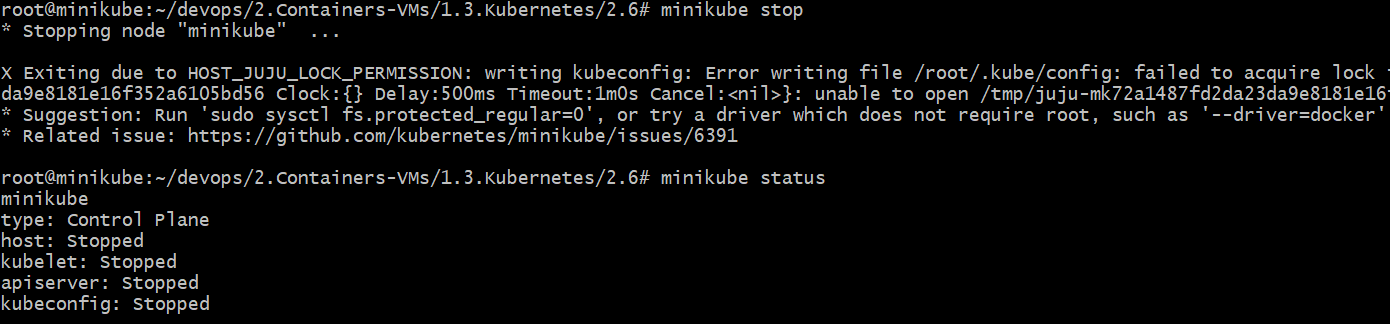 root@minikube:~/devops/2.Containers-VMs/1.3.Kubernetes/2.6# minikube stop
* Stopping node "minikube"  ...
X Exiting due to HOST_JUJU_LOCK_PERMISSION: writing kubeconfig: Error writing file /root/.kube/config: failed to acquire lock
da9e8181e16f352a6105bd56 Clock:{} Delay:500ms Timeout:1m0s Cancel:<nil>}: unable to open /tmp/juju-mk72a1487fd2da23da9e8181e16
* Suggestion: Run 'sudo sysctl fs.protected_regular=0', or try a driver which does not require root, such as '--driver=docker'
* Related issue: https://github.com/kubernetes/minikube/issues/6391
root@minikube:~/devops/2.Containers-VMs/1.3.Kubernetes/2.6# minikube status
minikube
type: Control Plane
host: Stopped
kubelet: Stopped
apiserver: Stopped
kubeconfig: Stopped